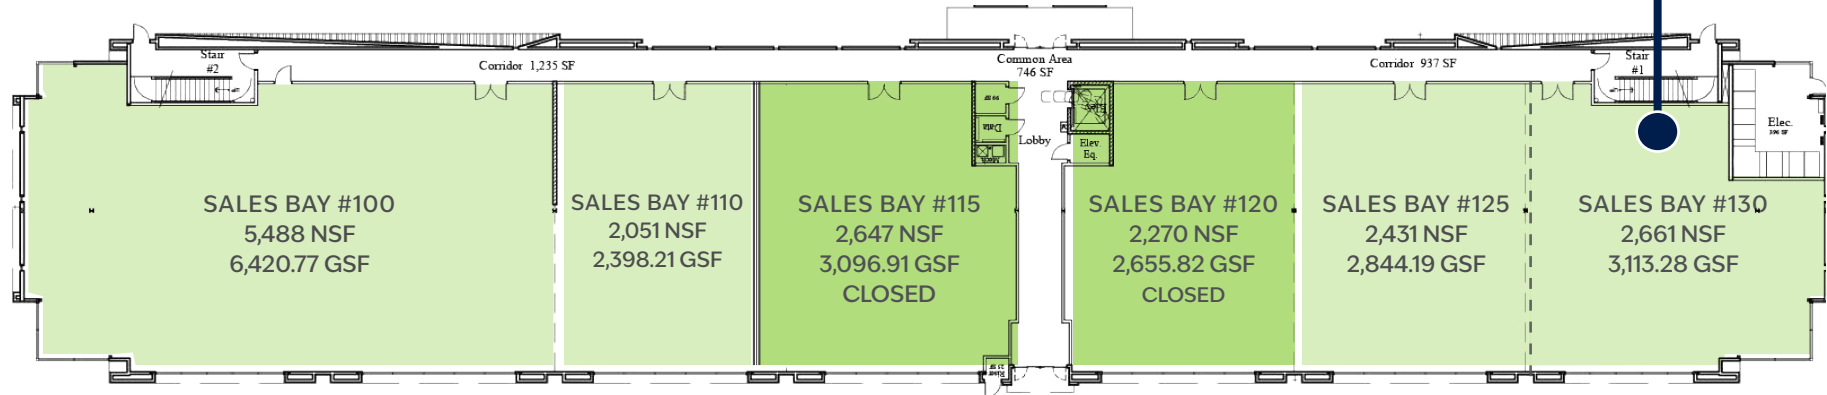 Stair
#2
Corridor 1,235 SF
Common Area
746 SF
Corridor 937 SF
Stair
#1
Elec.
Data
Lobby
Elev.
Eq.
Mech
Elev
SALES BAY #100
5,488 NSF
6,420.77 GSF
SALES BAY #110
2,051 NSF
2,398.21 GSF
SALES BAY #115
2,647 NSF
3,096.91 GSF
CLOSED
SALES BAY #120
2,270 NSF
2,655.82 GSF
CLOSED
SALES BAY #125
2,431 NSF
2,844.19 GSF
SALES BAY #130
2,661 NSF
3,113.28 GSF